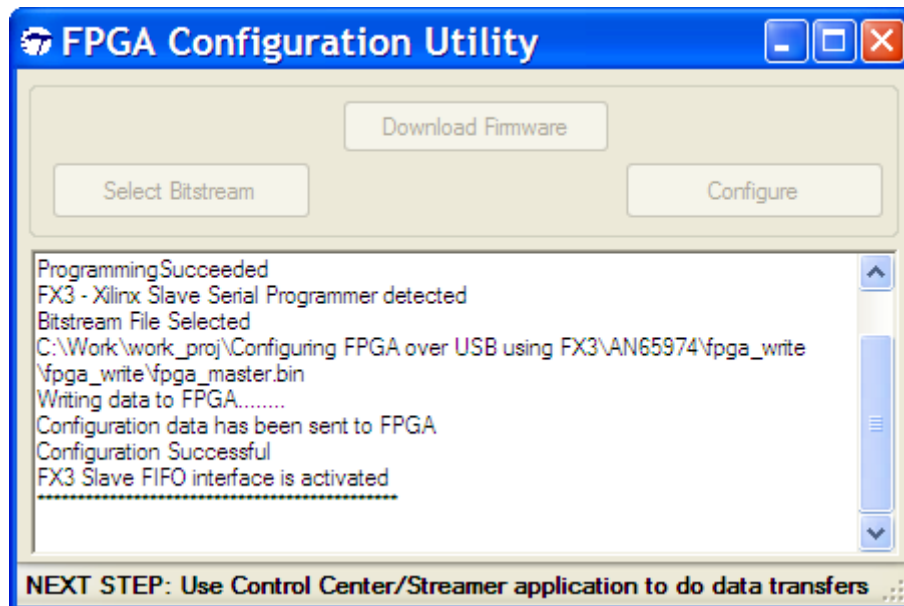 FPGA Configuration Utility
Download Firmware
Select Bitstream
Configure
ProgrammingSucceeded
FX3 - Xilinx Slave Serial Programmer detected
Bitstream File Selected
C:\Work\work_proj\Configuring FPGA over USB using FX3\AN65974\fpga_write
\fpga_write\fpga_master.bin
Writing data to FPGA........
Configuration data has been sent to FPGA
Configuration Successful
FX3 Slave FIFO interface is activated
NEXT STEP: Use Control Center/Streamer application to do data transfers